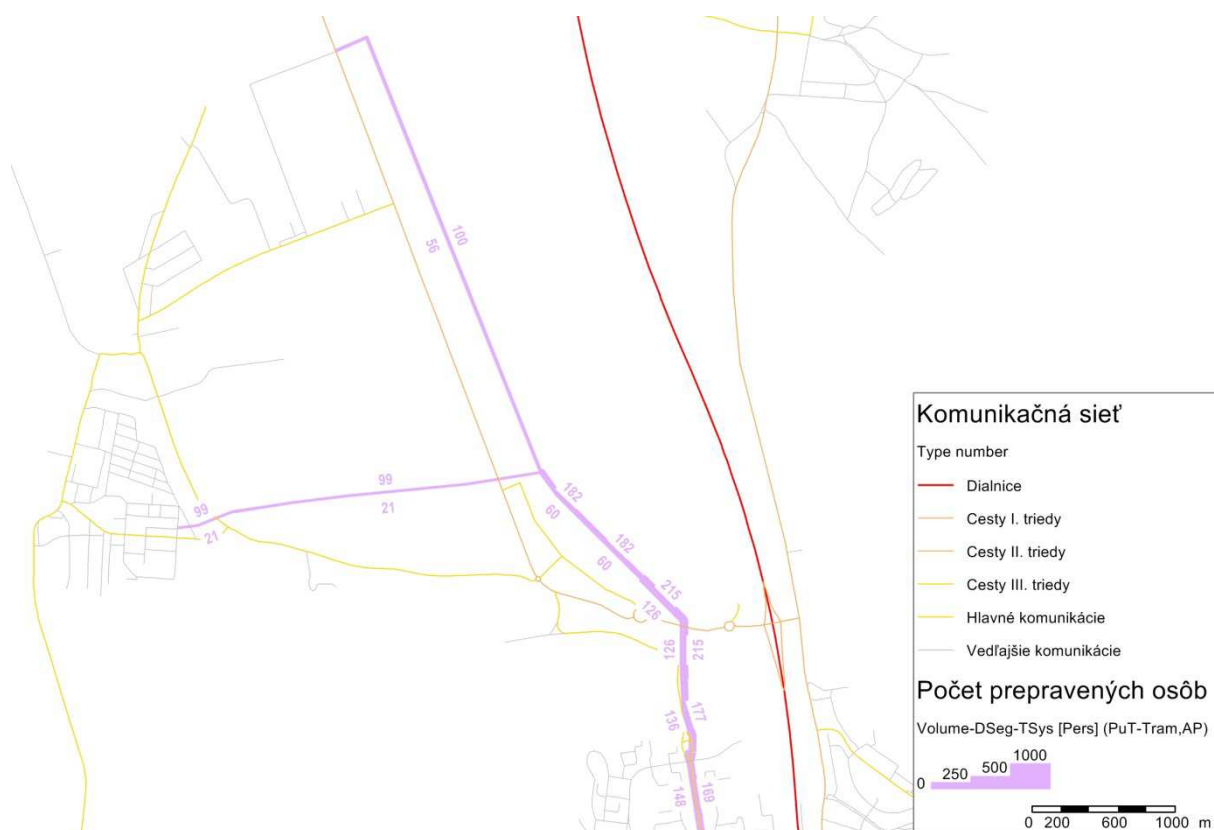 100
56
99
21
99
21
182
60
182
60
215
126
126
215
177
136
148
169
Komunikačná sieť
Type number
Dialnice
Cesty I. triedy
Cesty II. triedy
Cesty III. triedy
Hlavné komunikácie
Vedľajšie komunikácie
Počet prepravených osôb
Volume-DSeg-TSys [Pers] (PuT-Tram,AP)
0 250 500 1000
0 200 600 1000 m